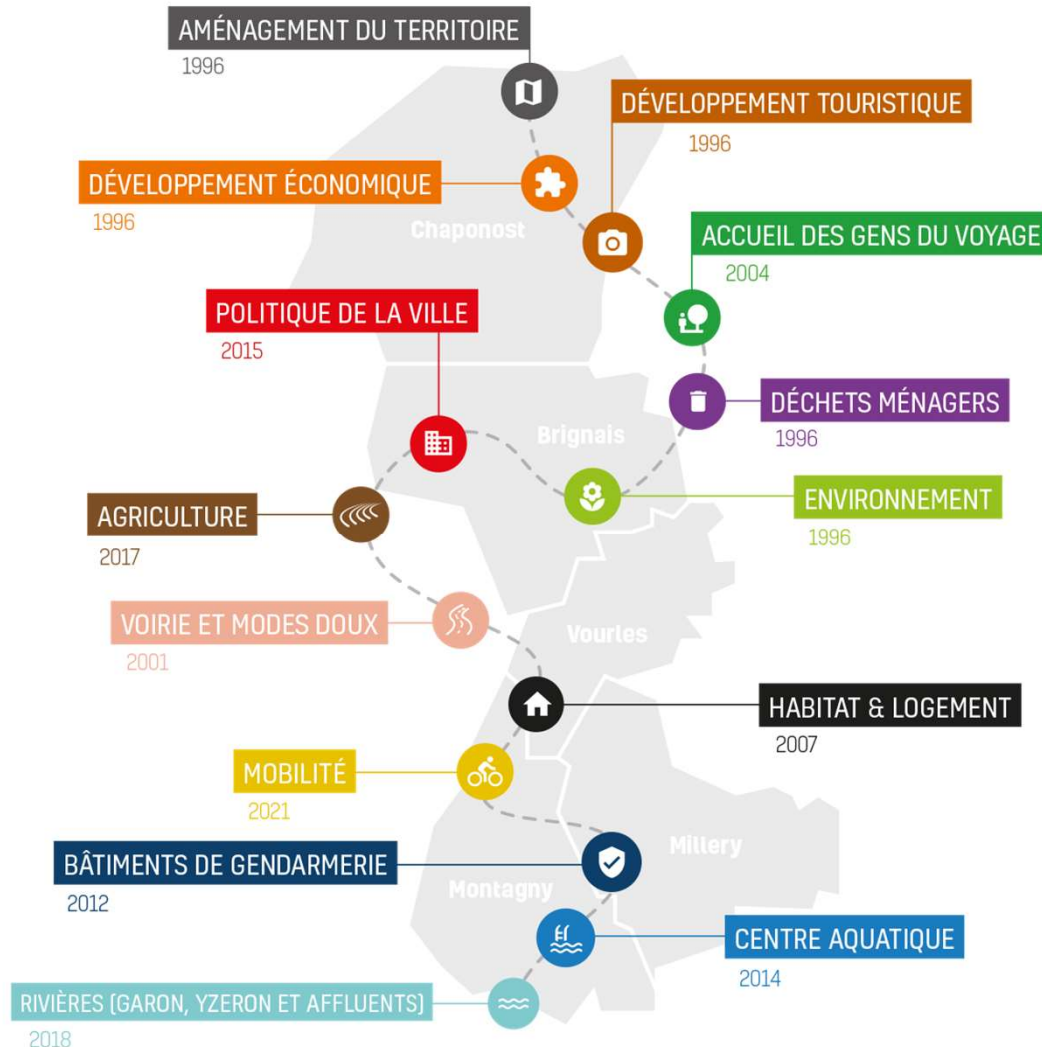 AMÉNAGEMENT DU TERRITOIRE
1996
DÉVELOPPEMENT TOURISTIQUE
1996
DÉVELOPPEMENT ÉCONOMIQUE
1996
Chaponost
ACCUEIL DES GENS DU VOYAGE
2004
POLITIQUE DE LA VILLE
2015
DÉCHETS MÉNAGERS
1996
Brignais
ENVIRONNEMENT
1996
AGRICULTURE
2017
VOIRIE ET MODES DOUX
2001
Vourles
HABITAT & LOGEMENT
2007
MOBILITÉ
2021
Millery
BÂTIMENTS DE GENDARMERIE
2012
Montagny
CENTRE AQUATIQUE
2014
RIVIÈRES (GARON, YZERON ET AFFLUENTS)
2018